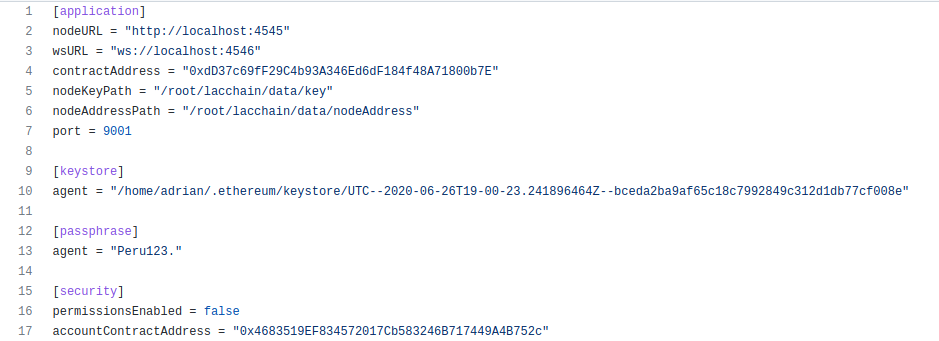 1 [application]
2 nodeURL = "http://localhost:4545"
3 wsURL = "ws://localhost:4546"
4 contractAddress = "0xdD37c69fF29C4b93A346Ed6dF184f48A71800b7E"
5 nodeKeyPath = "/root/lacchain/data/key"
6 nodeAddressPath = "/root/lacchain/data/nodeAddress"
7 port = 9001
8
9 [keystore]
10 agent = "/home/adrian/.ethereum/keystore/UTC--2020-06-26T19-00-23.241896464Z--bceda2ba9af65c18c7992849c312d1db77cf008e"
11
12 [passphrase]
13 agent = "Peru123."
14
15 [security]
16 permissionsEnabled = false
17 accountContractAddress = "0x4683519EF834572017Cb583246B717449A4B752c"